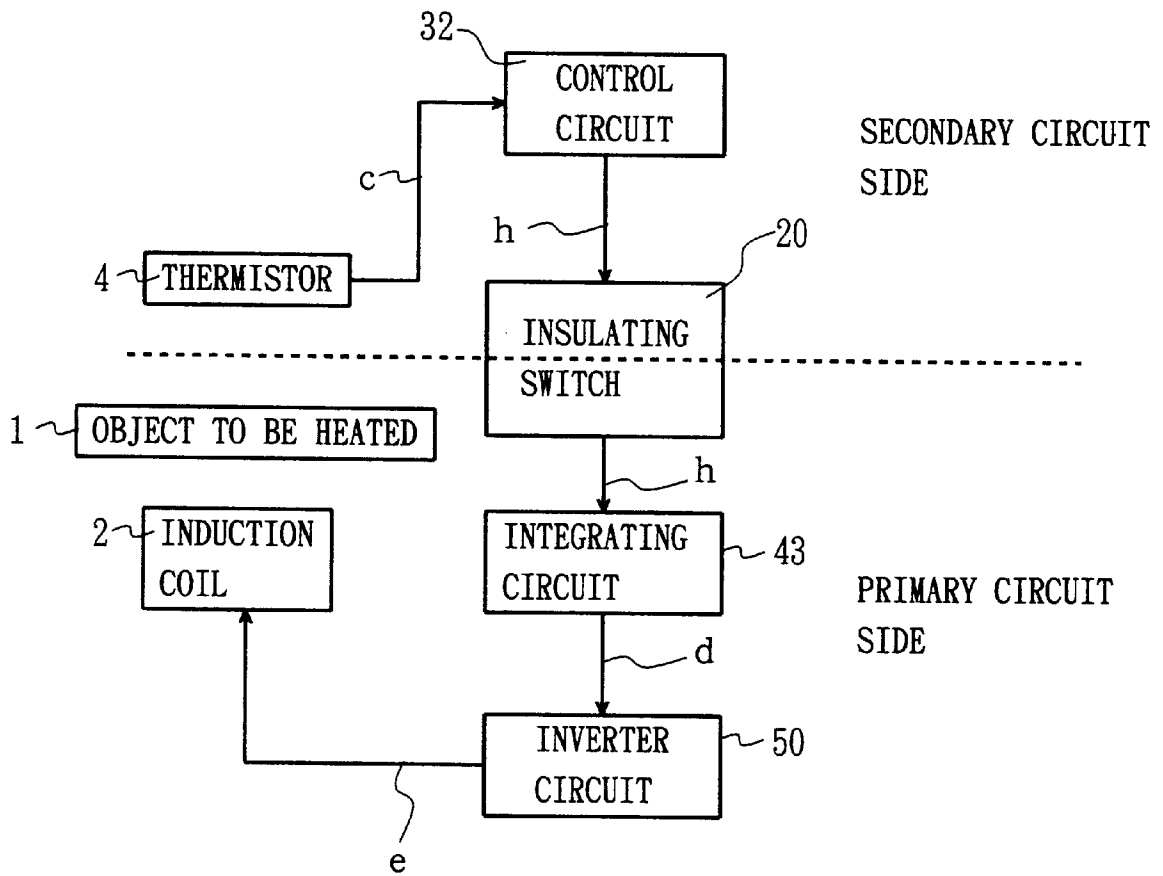 32
CONTROL
CIRCUIT
SECONDARY CIRCUIT
SIDE
c
h
20
4
THERMISTOR
INSULATING
SWITCH
1
OBJECT TO BE HEATED
h
2
INDUCTION
COIL
INTEGRATING
CIRCUIT
43
PRIMARY CIRCUIT
SIDE
d
INVERTER
CIRCUIT
50
e